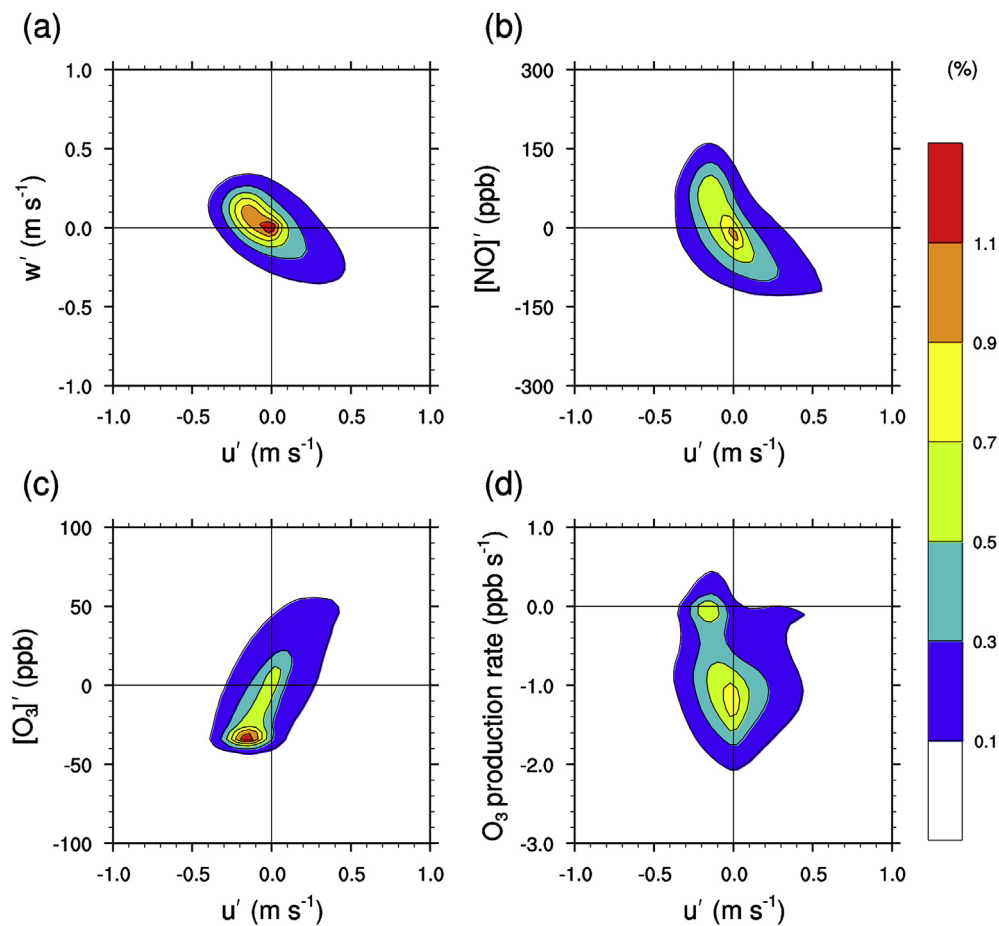 (a)
1.0
0.5
0.0
-0.5
-1.0
w′ (m s⁻¹)
-1.0 -0.5 0.0 0.5 1.0
u′ (m s⁻¹)
(b)
300
150
0
-150
-300
[NO]′ (ppb)
-1.0 -0.5 0.0 0.5 1.0
u′ (m s⁻¹)
(c)
100
50
0
-50
-100
[O₃]′ (ppb)
-1.0 -0.5 0.0 0.5 1.0
u′ (m s⁻¹)
(d)
1.0
0.0
-1.0
-2.0
-3.0
O₃ production rate (ppb s⁻¹)
-1.0 -0.5 0.0 0.5 1.0
u′ (m s⁻¹)
(%)
1.1
0.9
0.7
0.5
0.3
0.1